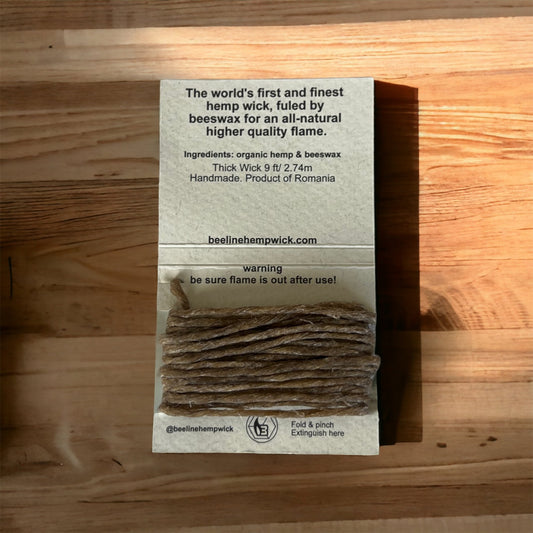 The world's first and finest
hemp wick, fuled by
beeswax for an all-natural
higher quality flame.
Ingredients: organic hemp & beeswax
Thick Wick 9 ft/ 2.74m
Handmade. Product of Romania
beelinehempwick.com
warning
be sure flame is out after use!
@beelinehempwick
Fold & pinch
Extinguish here